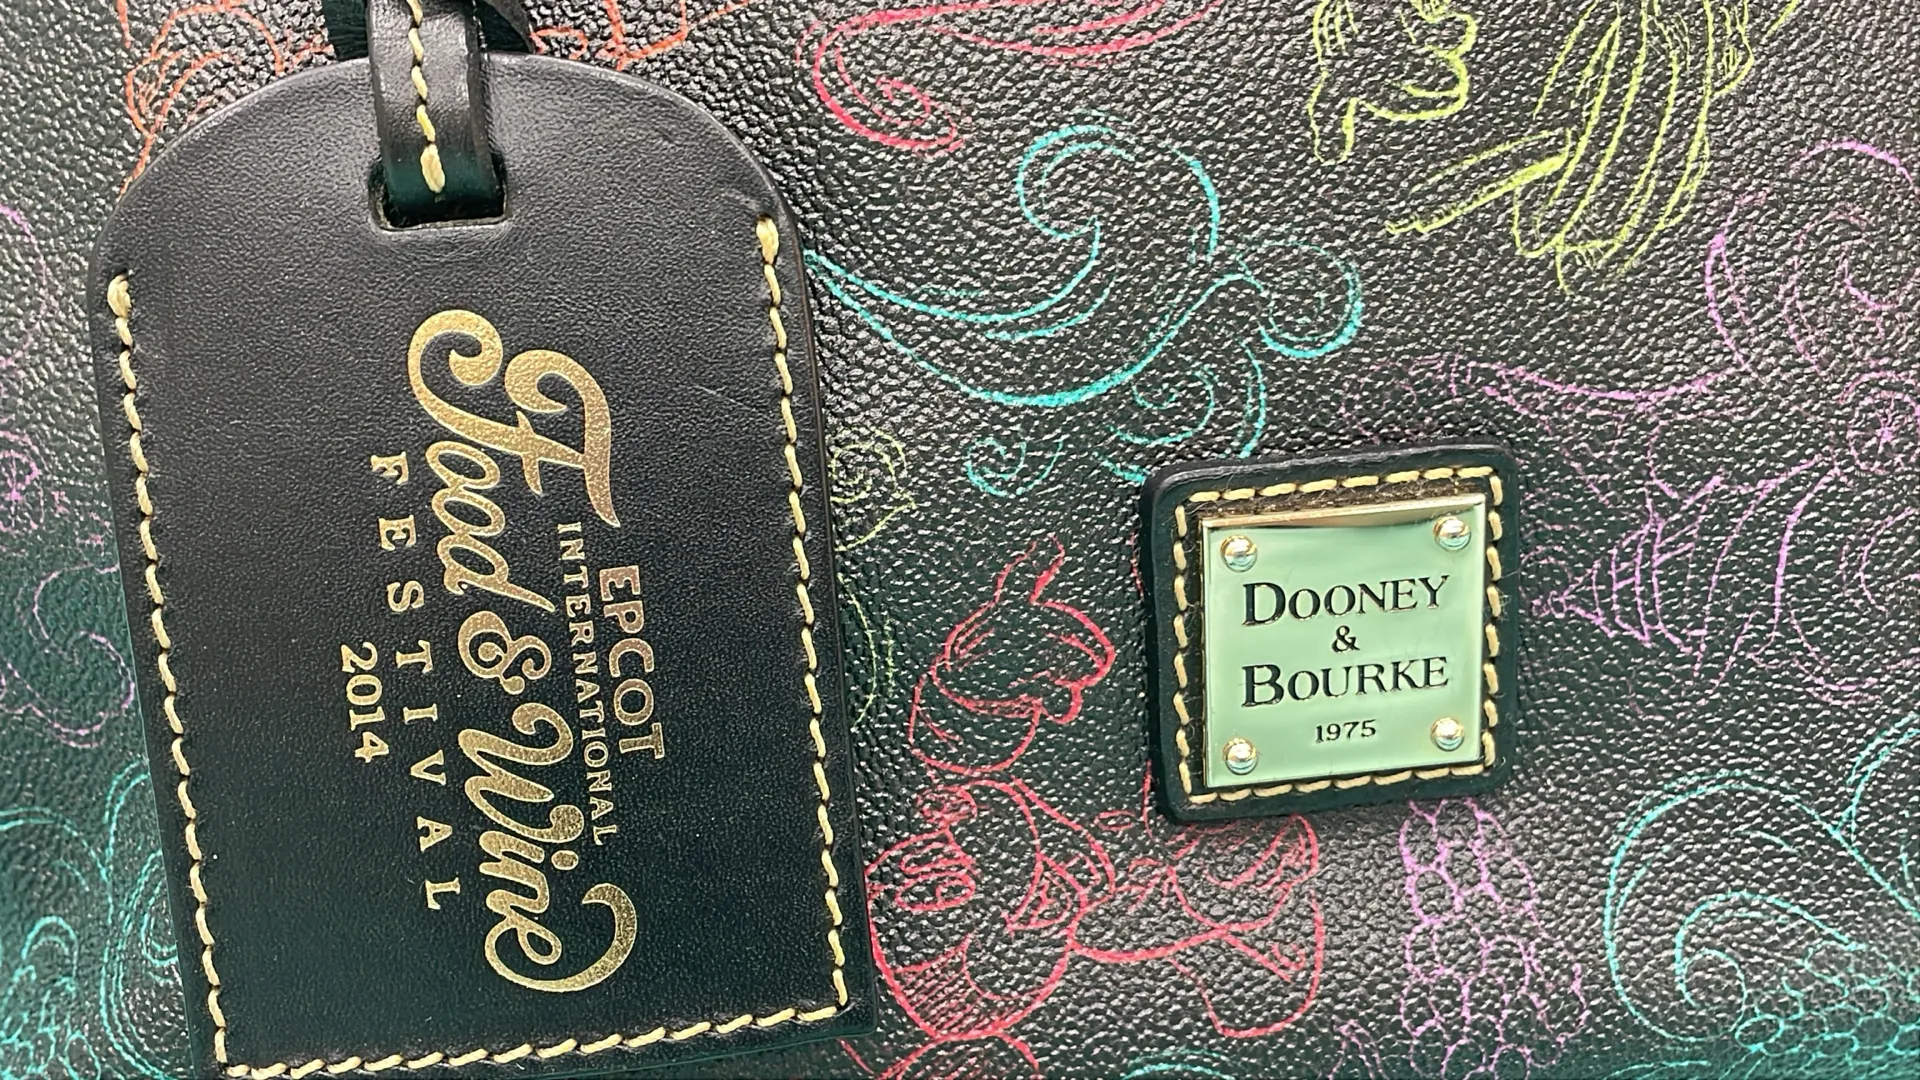 EPCOT
INTERNATIONAL
Food & Wine
FESTIVAL
2014
DOONEY
&
BOURKE
1975